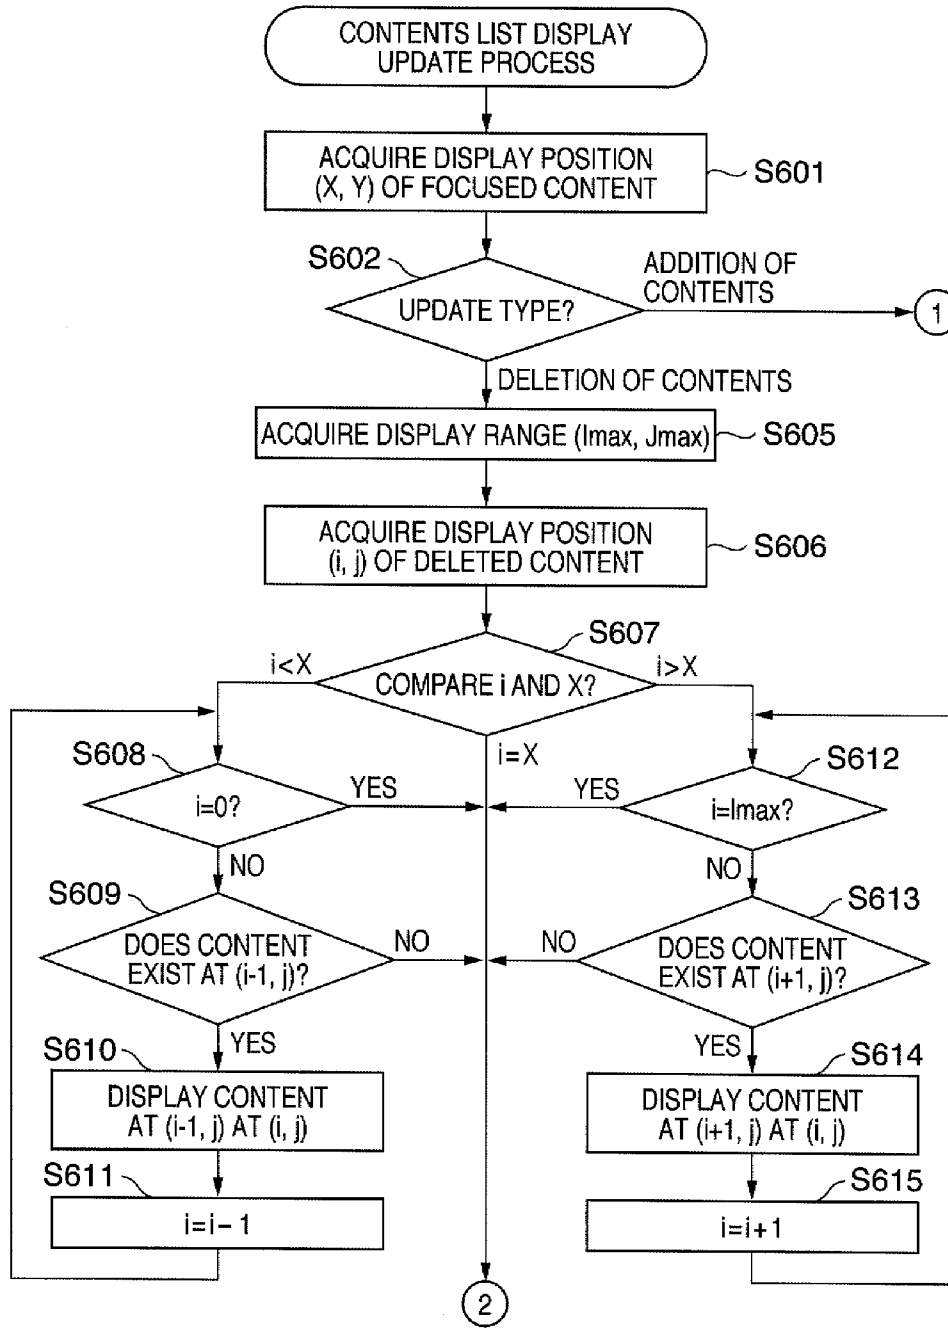 CONTENTS LIST DISPLAY
UPDATE PROCESS
ACQUIRE DISPLAY POSITION
(X, Y) OF FOCUSED CONTENT
S601
S602
UPDATE TYPE?
ADDITION OF
CONTENTS
1
DELETION OF CONTENTS
ACQUIRE DISPLAY RANGE (Imax, Jmax)
S605
ACQUIRE DISPLAY POSITION
(i, j) OF DELETED CONTENT
S606
S607
i<X
COMPARE i AND X?
i>X
i=X
S608
i=0?
YES
NO
S612
i=Imax?
YES
NO
S609
DOES CONTENT
EXIST AT (i-1, j)?
NO
YES
S613
DOES CONTENT
EXIST AT (i+1, j)?
NO
YES
S610
DISPLAY CONTENT
AT (i-1, j) AT (i, j)
S614
DISPLAY CONTENT
AT (i+1, j) AT (i, j)
S611
i=i-1
S615
i=i+1
2